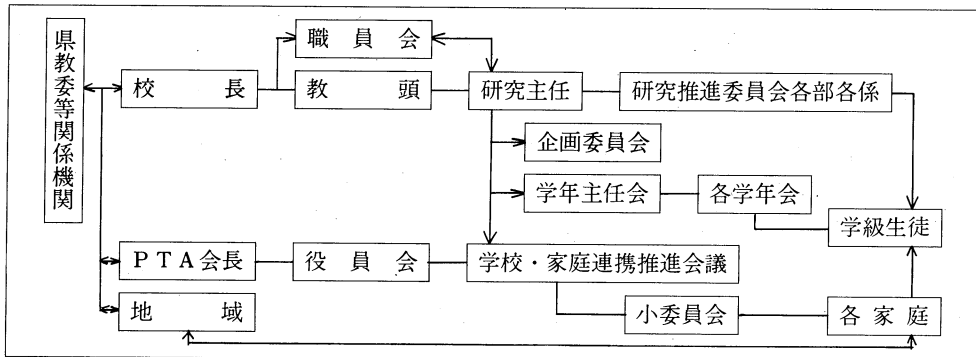 県教委等関係機関
職員会
校長
教頭
研究主任
研究推進委員会各部各係
企画委員会
学年主任会
各学年会
学級生徒
PTA会長
役員会
学校・家庭連携推進会議
地域
小委員会
各家庭